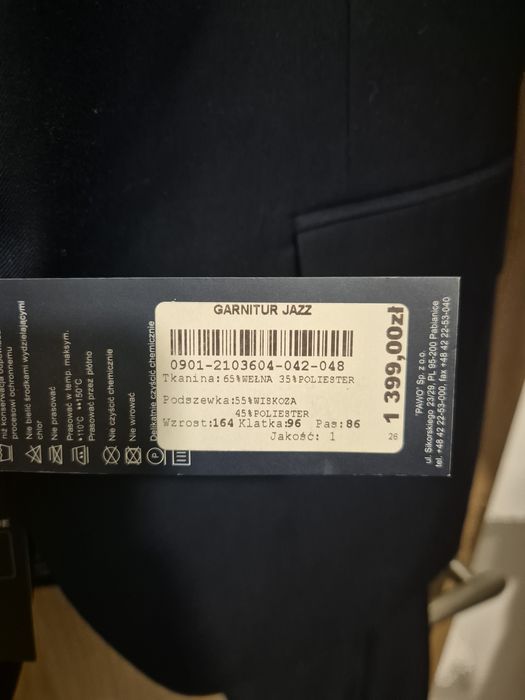 GARNITUR JAZZ
0901-2103604-042-048
Tkanina:65%WEŁNA 35%POLIESTER
Podszewka:55%WISKOZA
45%POLIESTER
Wzrost:164 Klatka:96 Pas:86
Jakość: 1
26
1 399,00zł
"PAWO" Sp. z o.o.
ul. Sikorskiego 23/29, PL 95-200 Pabianice
tel. +48 42 22-53-000, fax +48 42 22-53-040
procesowi ochronnemu
Nie bielić środkami wydzielającymi
chlor
Nie prasować
Prasować w temp. maksym.
*110°C **150°C
Prasować przez płótno
Nie czyścić chemicznie
Nie wirować
Delikatnie czyścić chemicznie
P